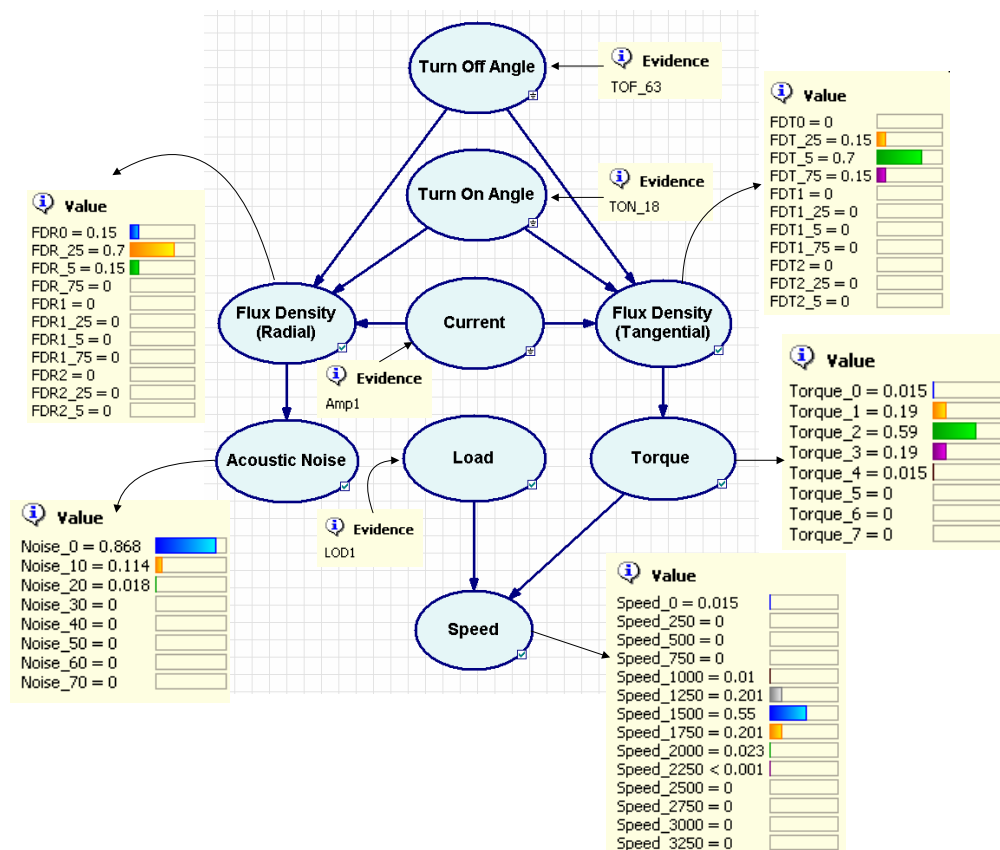 Turn Off Angle
Evidence
TOF_63
Value
FDT0 = 0
FDT_25 = 0.15
FDT_5 = 0.7
FDT_75 = 0.15
FDT1 = 0
FDT1_25 = 0
FDT1_5 = 0
FDT1_75 = 0
FDT2 = 0
FDT2_25 = 0
FDT2_5 = 0
Turn On Angle
Evidence
TON_18
Value
FDR0 = 0.15
FDR_25 = 0.7
FDR_5 = 0.15
FDR_75 = 0
FDR1 = 0
FDR1_25 = 0
FDR1_5 = 0
FDR1_75 = 0
FDR2 = 0
FDR2_25 = 0
FDR2_5 = 0
Flux Density
(Radial)
Current
Flux Density
(Tangential)
Evidence
Amp1
Value
Torque_0 = 0.015
Torque_1 = 0.19
Torque_2 = 0.59
Torque_3 = 0.19
Torque_4 = 0.015
Torque_5 = 0
Torque_6 = 0
Torque_7 = 0
Acoustic Noise
Load
Torque
Evidence
LOD1
Value
Noise_0 = 0.868
Noise_10 = 0.114
Noise_20 = 0.018
Noise_30 = 0
Noise_40 = 0
Noise_50 = 0
Noise_60 = 0
Noise_70 = 0
Speed
Value
Speed_0 = 0.015
Speed_250 = 0
Speed_500 = 0
Speed_750 = 0
Speed_1000 = 0.01
Speed_1250 = 0.201
Speed_1500 = 0.55
Speed_1750 = 0.201
Speed_2000 = 0.023
Speed_2250 < 0.001
Speed_2500 = 0
Speed_2750 = 0
Speed_3000 = 0
Speed_3250 = 0